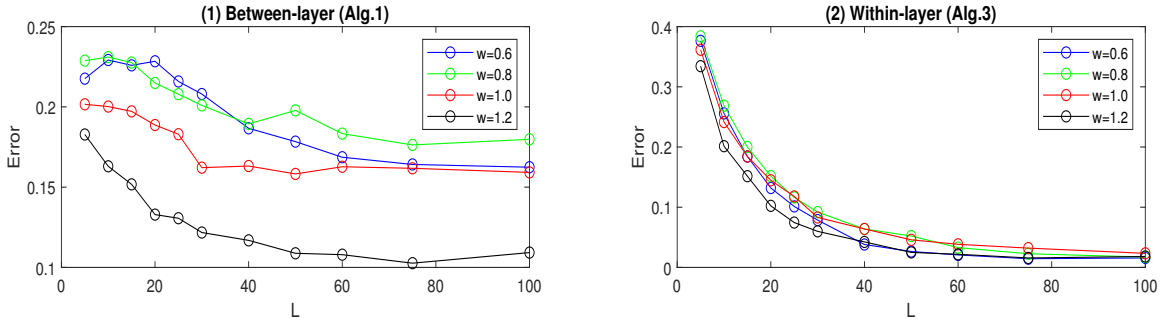 (1) Between-layer (Alg.1)
0.25
0.2
0.15
0.1
Error
0
20
40
60
80
100
L
w=0.6
w=0.8
w=1.0
w=1.2
(2) Within-layer (Alg.3)
0.4
0.3
0.2
0.1
0
Error
0
20
40
60
80
100
L
w=0.6
w=0.8
w=1.0
w=1.2